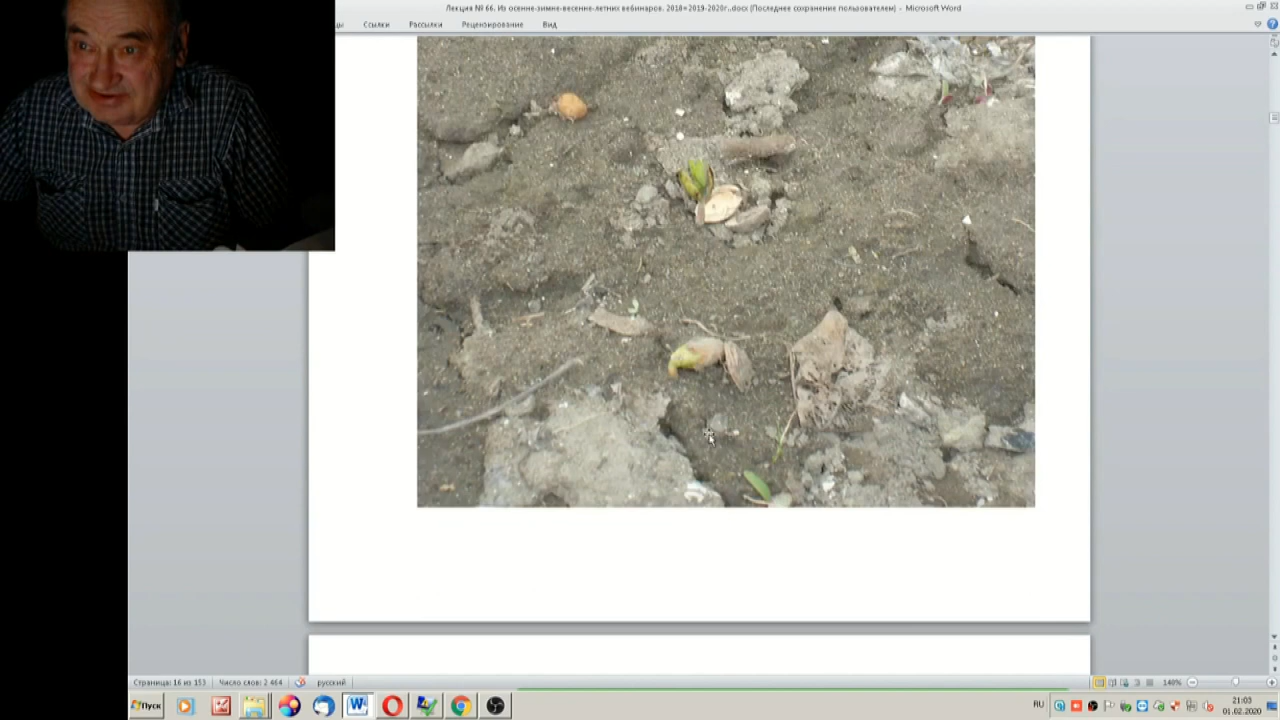 Лекция № 66. Из осенне-зимне-весенне-летних вебинаров. 2018=2019-2020г..docx (Последнее сохранение пользователем) - Microsoft Word
Ссылки Рассылки Рецензирование Вид
Страница: 16 из 153 Число слов: 2 464 русский 140%
Пуск RU 21:03
01.02.2020